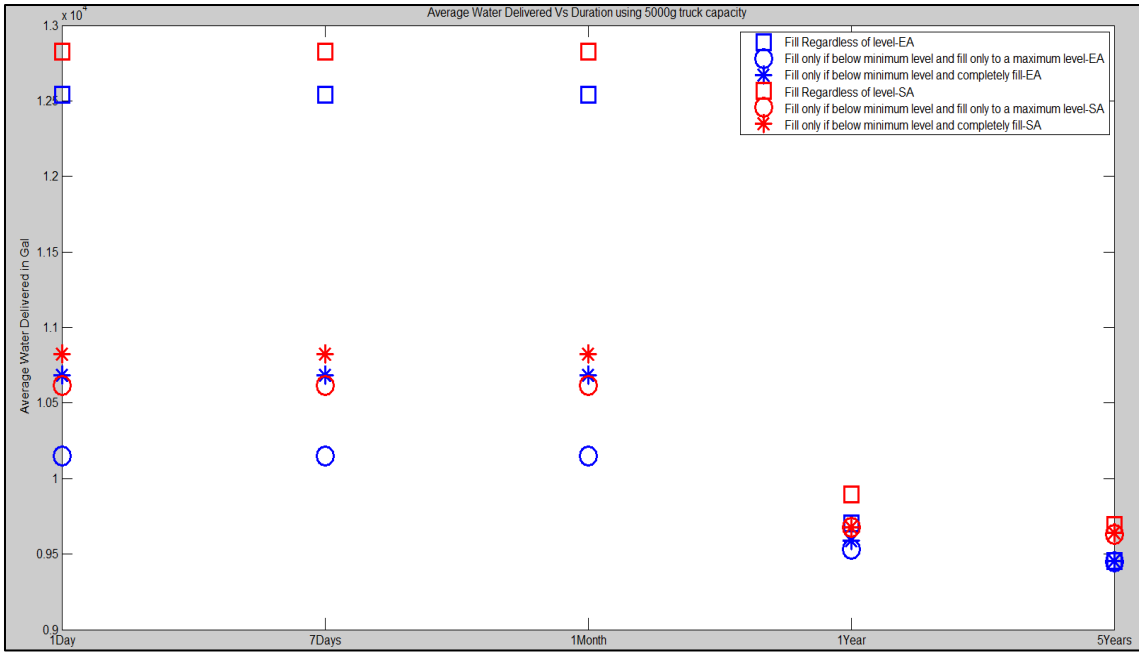 Average Water Delivered Vs Duration using 5000g truck capacity
x 10^4
1.3
1.25
1.2
1.15
1.1
1.05
1
0.95
0.9
Average Water Delivered in Gal
Fill Regardless of level-EA
Fill only if below minimum level and fill only to a maximum level-EA
Fill only if below minimum level and completely fill-EA
Fill Regardless of level-SA
Fill only if below minimum level and fill only to a maximum level-SA
Fill only if below minimum level and completely fill-SA
1Day
7Days
1Month
1Year
5Years